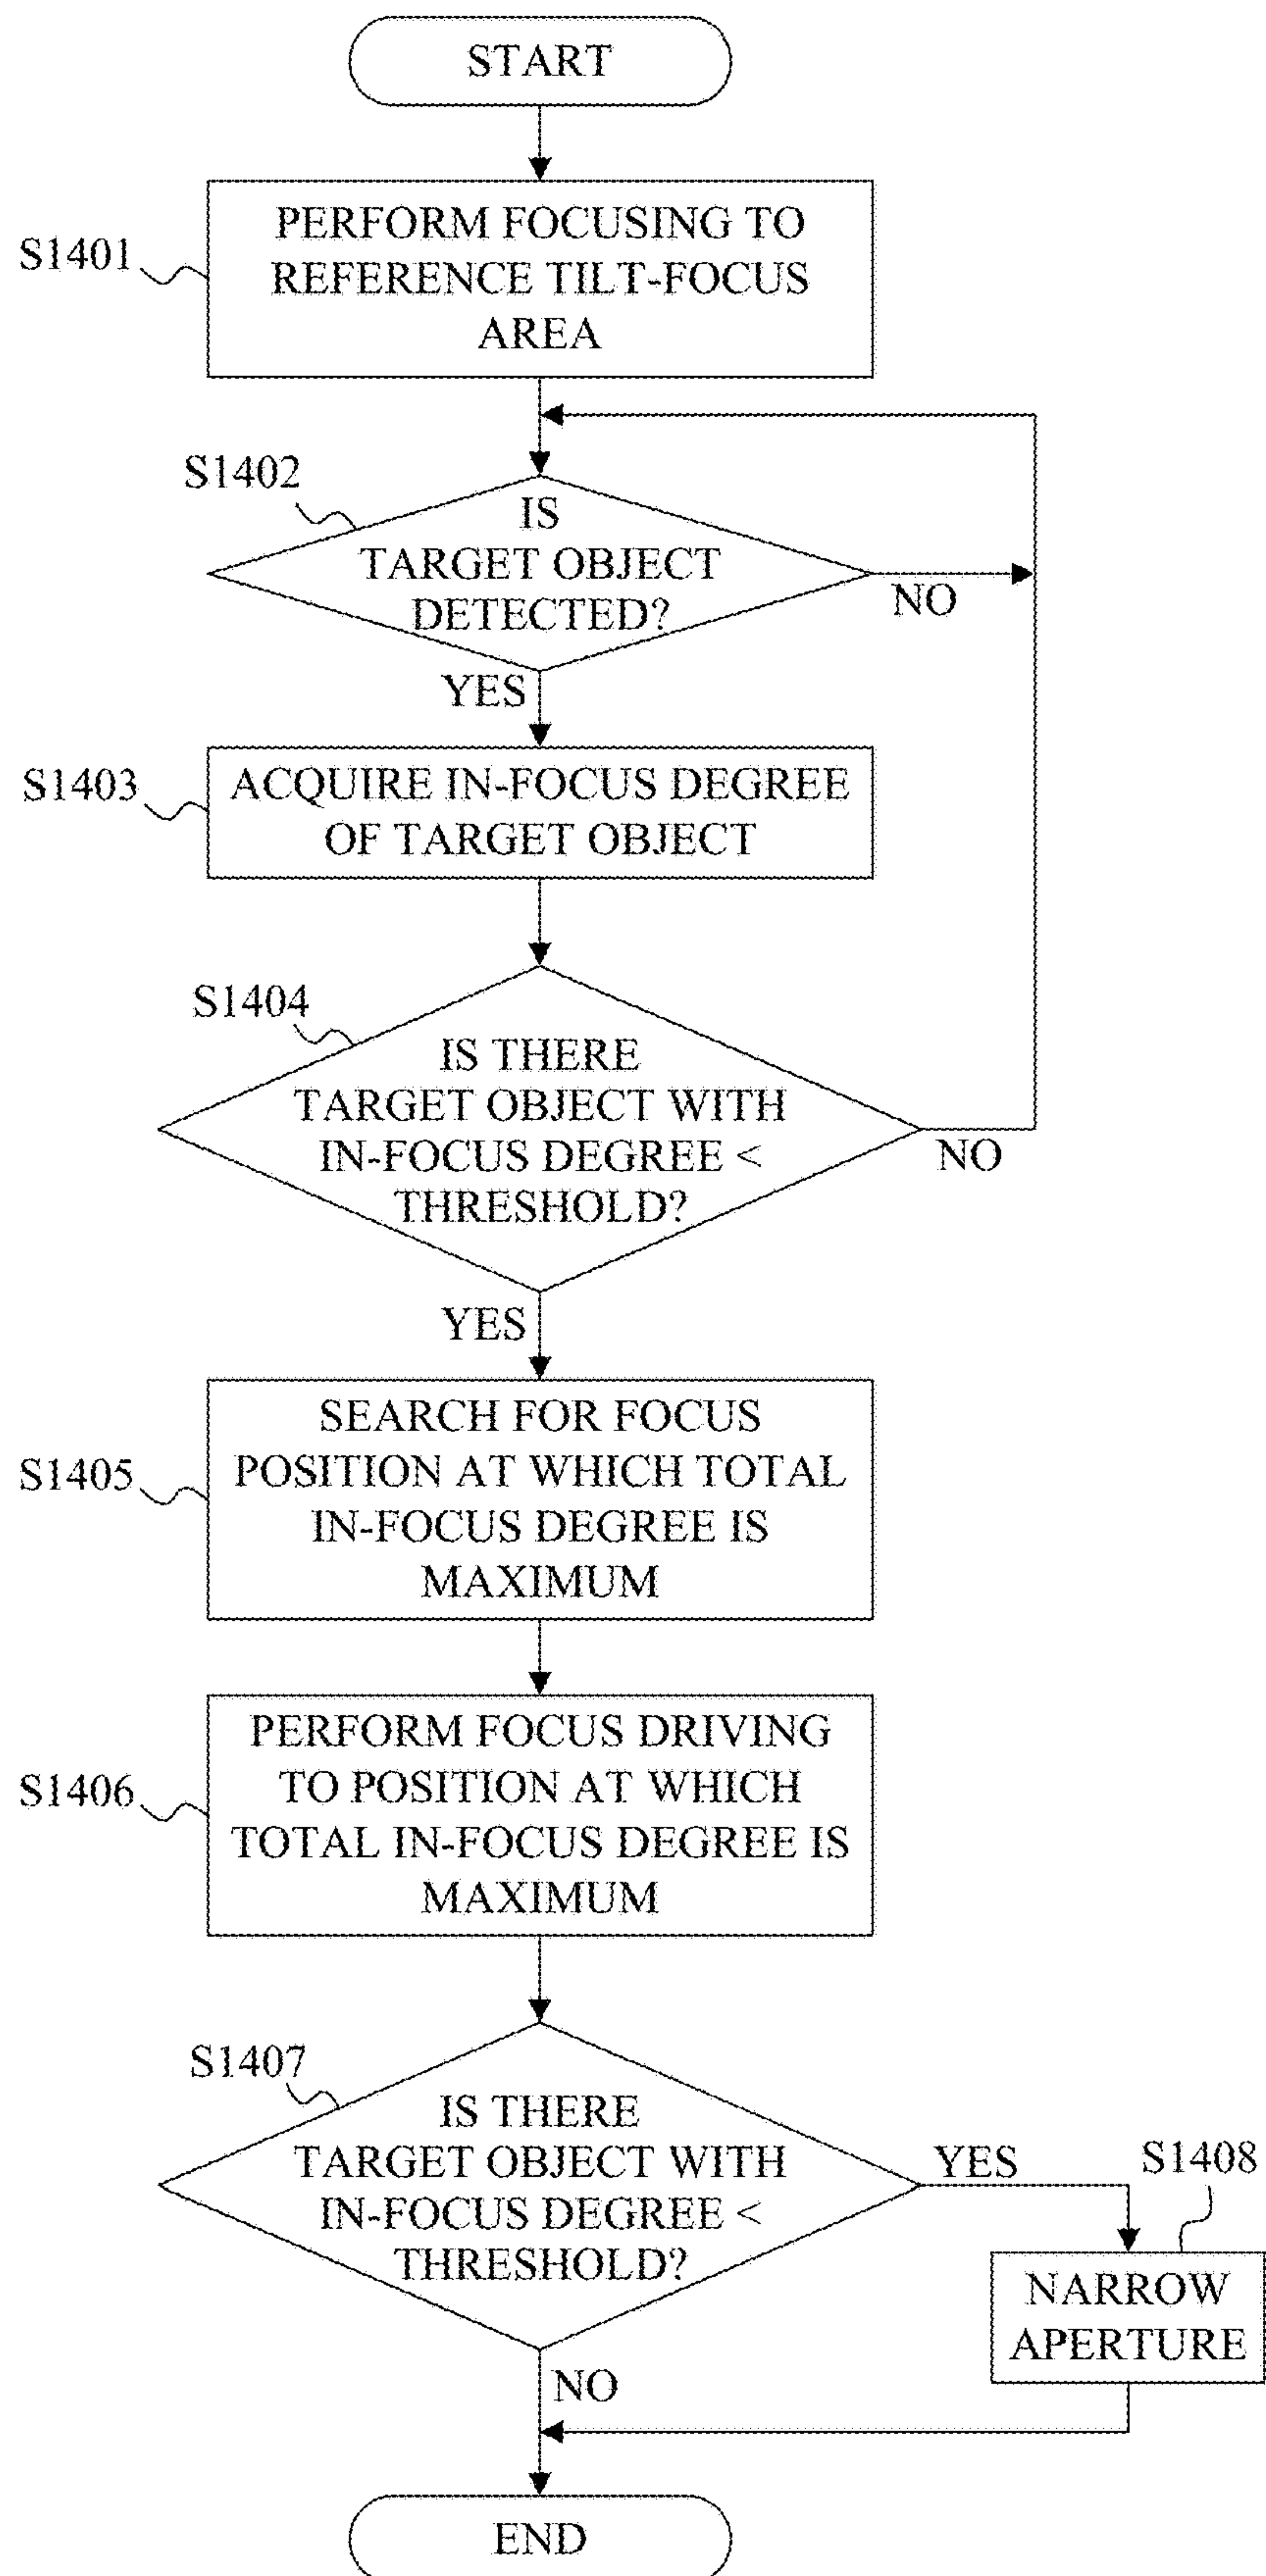 START
S1401
PERFORM FOCUSING TO
REFERENCE TILT-FOCUS
AREA
S1402
IS
TARGET OBJECT
DETECTED?
NO
YES
S1403
ACQUIRE IN-FOCUS DEGREE
OF TARGET OBJECT
S1404
IS THERE
TARGET OBJECT WITH
IN-FOCUS DEGREE <
THRESHOLD?
NO
YES
S1405
SEARCH FOR FOCUS
POSITION AT WHICH TOTAL
IN-FOCUS DEGREE IS
MAXIMUM
S1406
PERFORM FOCUS DRIVING
TO POSITION AT WHICH
TOTAL IN-FOCUS DEGREE IS
MAXIMUM
S1407
IS THERE
TARGET OBJECT WITH
IN-FOCUS DEGREE <
THRESHOLD?
YES
S1408
NARROW
APERTURE
NO
END